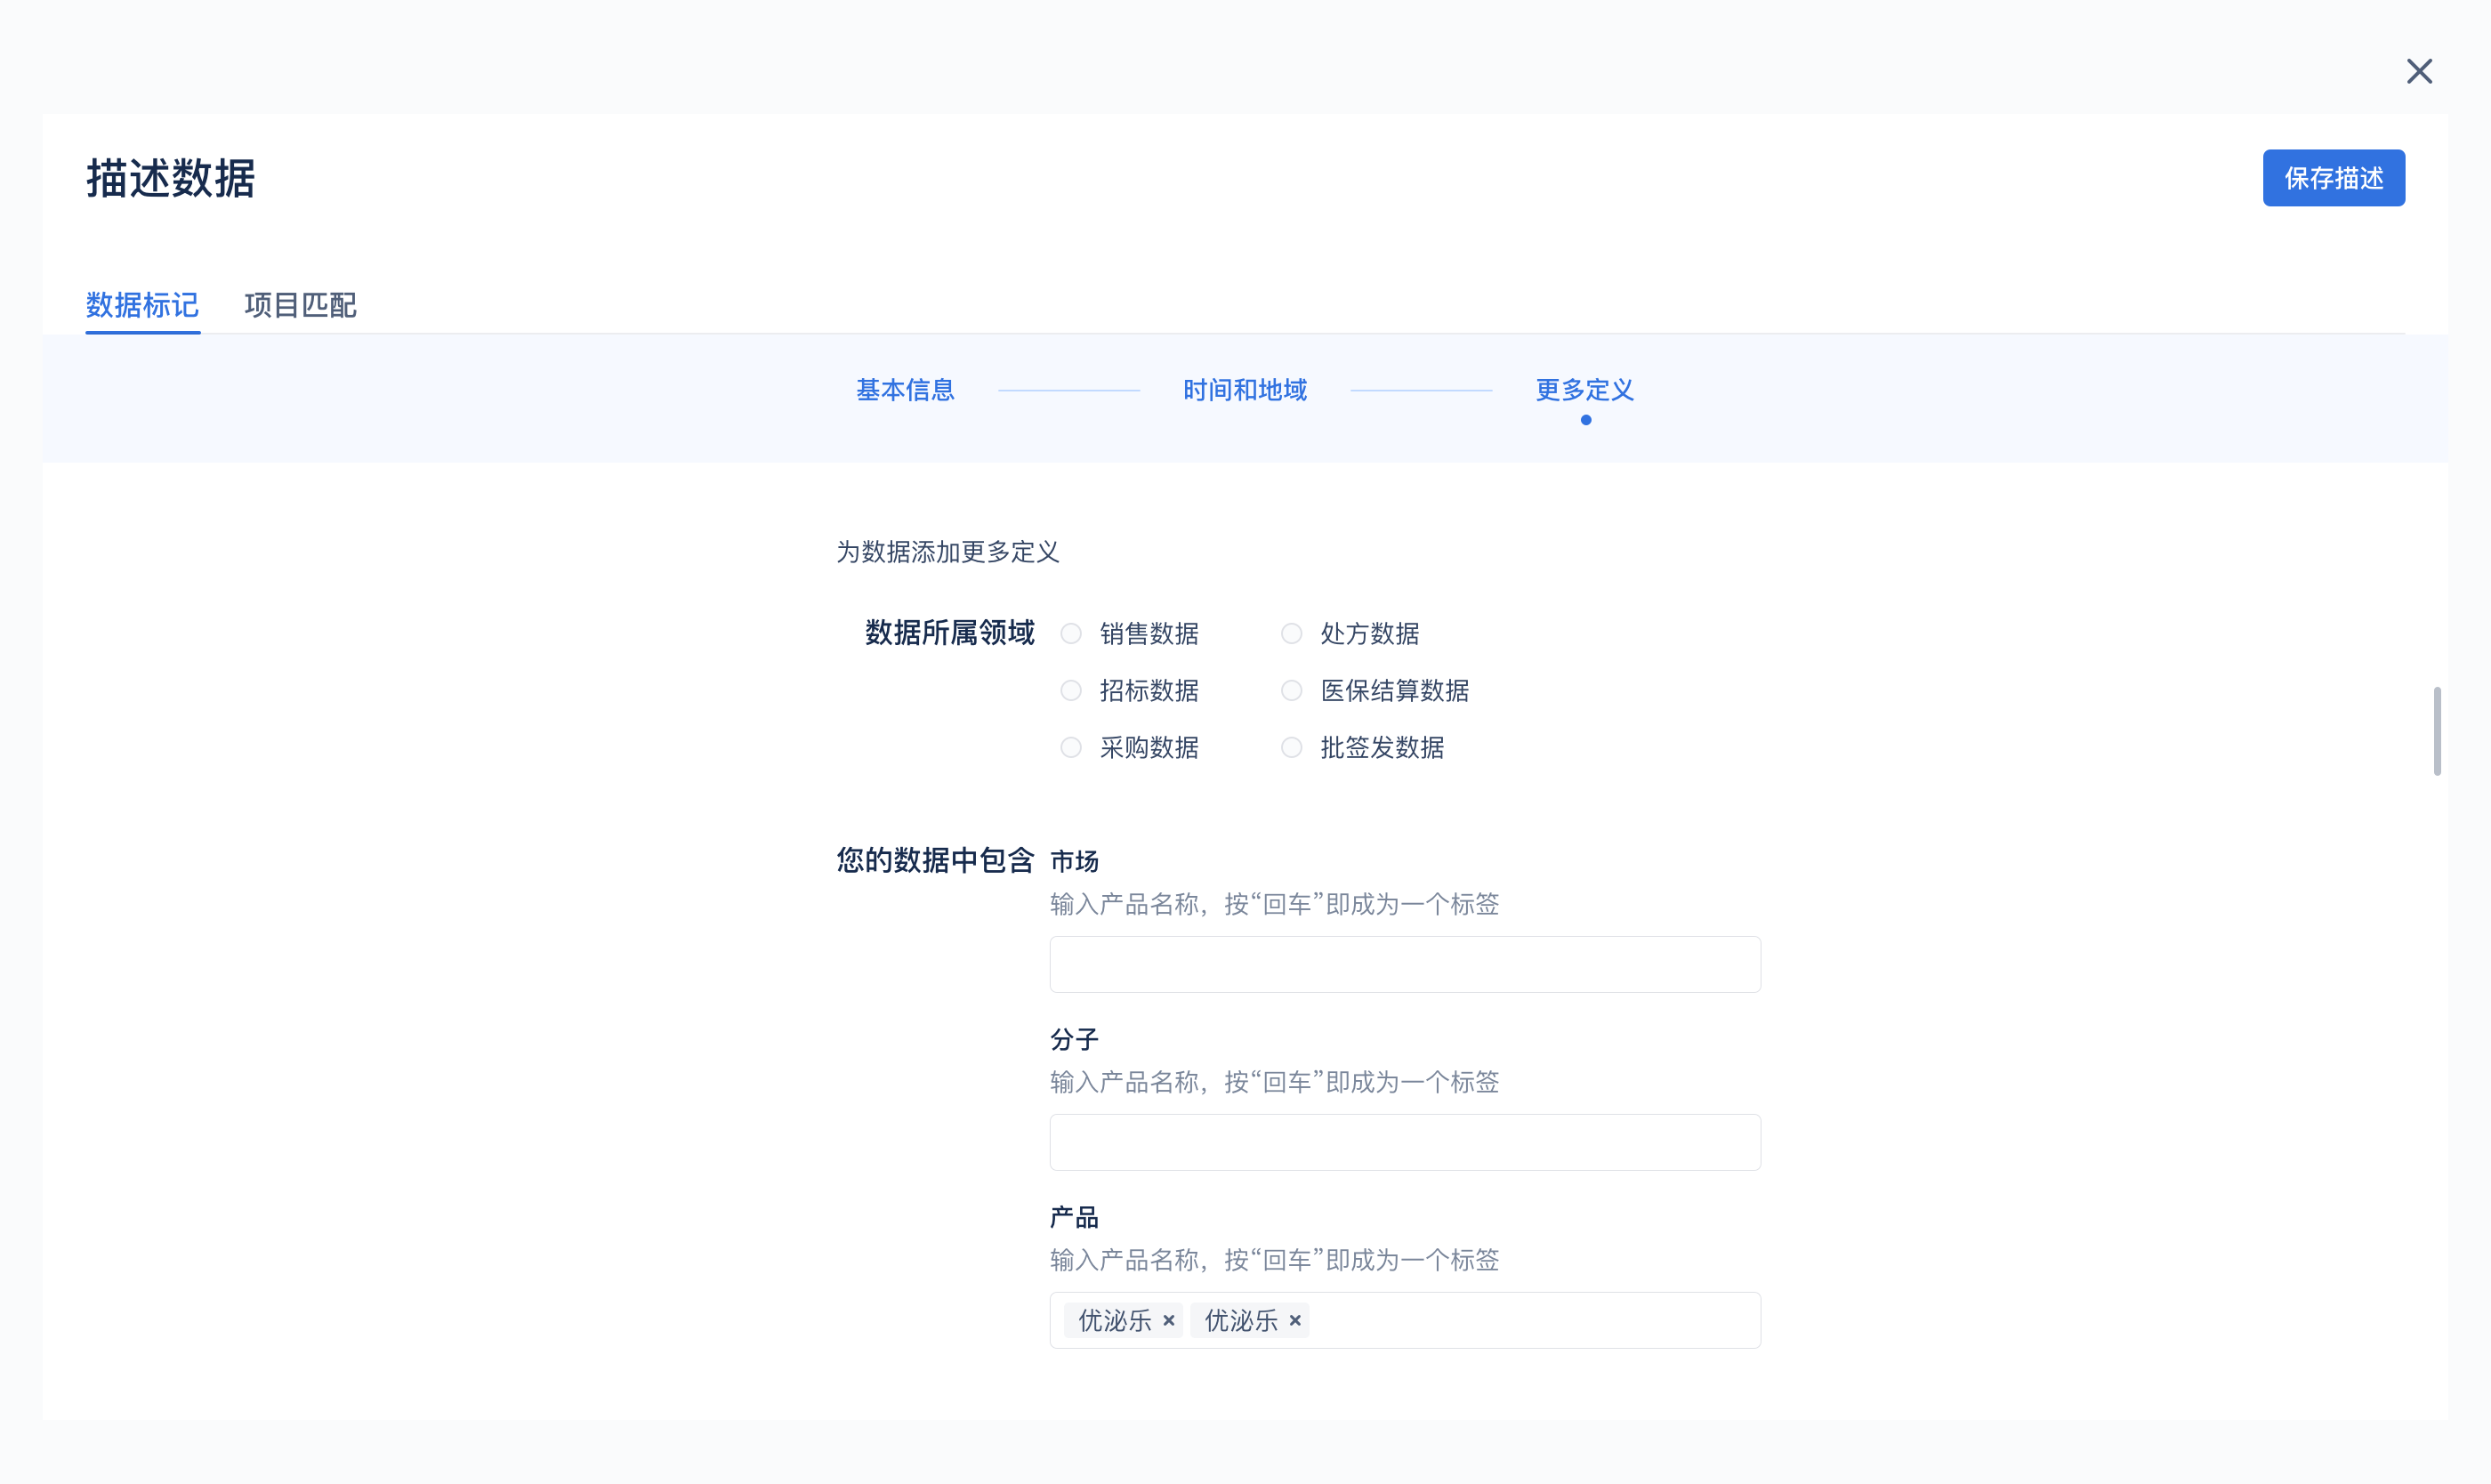 描述数据
保存描述
数据标记 项目匹配
基本信息 时间和地域 更多定义
为数据添加更多定义
数据所属领域 销售数据 处方数据
招标数据 医保结算数据
采购数据 批签发数据
您的数据中包含 市场
输入产品名称，按“回车”即成为一个标签
分子
输入产品名称，按“回车”即成为一个标签
产品
输入产品名称，按“回车”即成为一个标签
优泌乐 × 优泌乐 ×